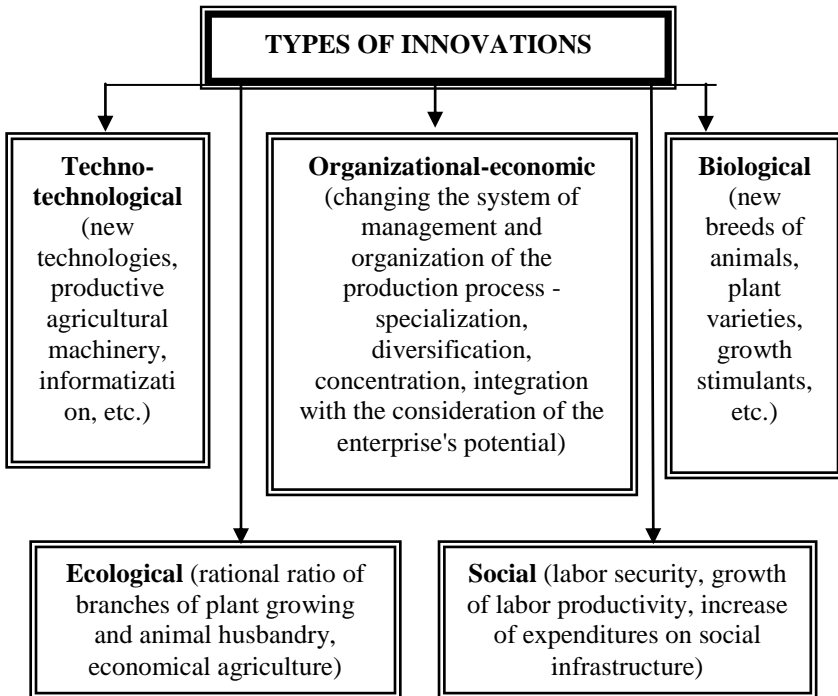 TYPES OF INNOVATIONS
Techno-
technological
(new
technologies,
productive
agricultural
machinery,
informatizati
on, etc.)
Organizational-economic
(changing the system of
management and
organization of the
production process -
specialization,
diversification,
concentration, integration
with the consideration of the
enterprise's potential)
Biological
(new
breeds of
animals,
plant
varieties,
growth
stimulants,
etc.)
Ecological (rational ratio of
branches of plant growing
and animal husbandry,
economical agriculture)
Social (labor security, growth
of labor productivity, increase
of expenditures on social
infrastructure)